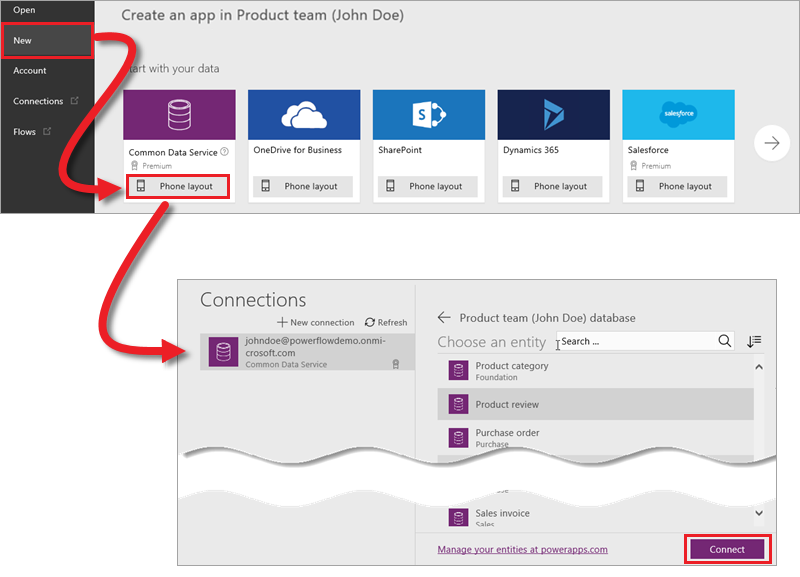 Open
New
Account
Connections
Flows
Create an app in Product team (John Doe)
tart with your data
Common Data Service ?
Premium
Phone layout
OneDrive for Business
Phone layout
S
SharePoint
Phone layout
Dynamics 365
Phone layout
salesforce
Salesforce
Premium
Phone layout
Connections
New connection
Refresh
johndoe@powerflowdemo.onmi-
crosoft.com
Common Data Service
Product team (John Doe) database
Choose an entity
Search ...
Product category
Foundation
Product review
Purchase order
Purchase
Sales invoice
Sales
Manage your entities at powerapps.com
Connect